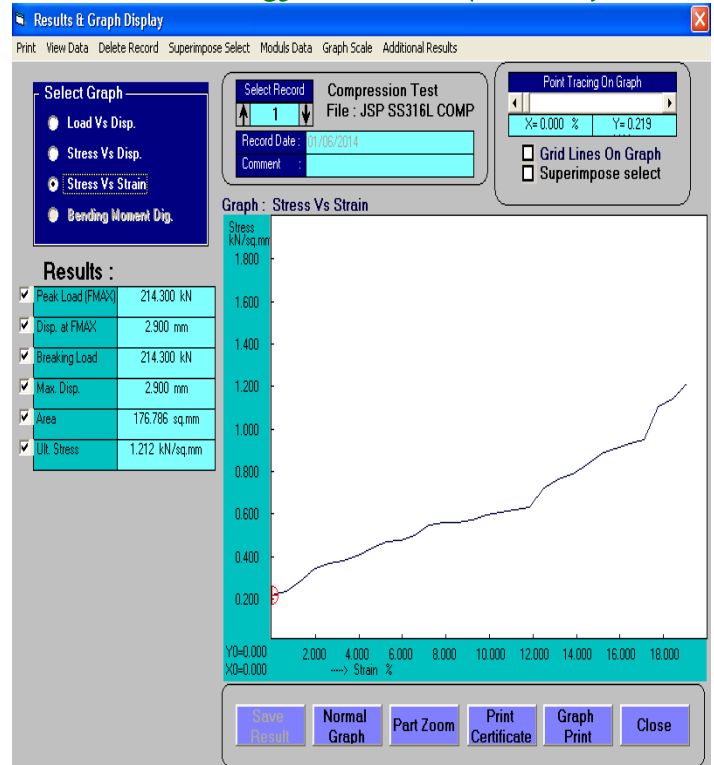 Results & Graph Display
Print View Data Delete Record Superimpose Select Moduls Data Graph Scale Additional Results
Select Graph
Load Vs Disp.
Stress Vs Disp.
Stress Vs Strain
Bending Moment Dig.
Select Record
1
Compression Test
File : JSP SS316L COMP
Record Date : 01/06/2014
Comment :
Point Tracing On Graph
X= 0.000 % Y= 0.219
Grid Lines On Graph
Superimpose select
Results :
Peak Load (FMAX) 214.300 kN
Disp. at FMAX 2.900 mm
Breaking Load 214.300 kN
Max. Disp. 2.900 mm
Area 176.786 sq.mm
Ult. Stress 1.212 kN/sq.mm
Graph : Stress Vs Strain
Stress
kN/sq.mm
1.800
1.600
1.400
1.200
1.000
0.800
0.600
0.400
0.200
Y0=0.000
X0=0.000
2.000 4.000 6.000 8.000 10.000 12.000 14.000 16.000 18.000
----> Strain %
Save Result
Normal Graph
Part Zoom
Print Certificate
Graph Print
Close